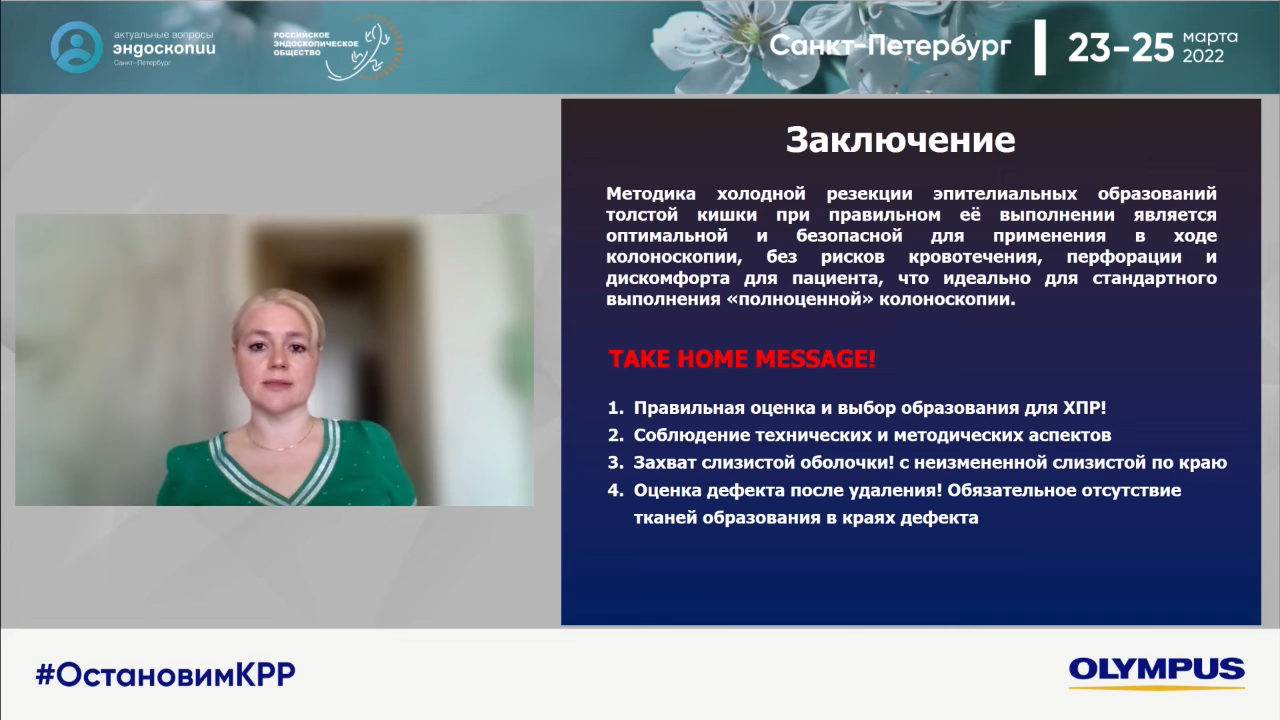 актуальные вопросы
эндоскопии
Санкт-Петербург
РОССИЙСКОЕ
ЭНДОСКОПИЧЕСКОЕ
ОБЩЕСТВО
Санкт-Петербург
23-25 марта
2022
Заключение
Методика холодной резекции эпителиальных образований
толстой кишки при правильном её выполнении является
оптимальной и безопасной для применения в ходе
колоноскопии, без рисков кровотечения, перфорации и
дискомфорта для пациента, что идеально для стандартного
выполнения «полноценной» колоноскопии.
TAKE HOME MESSAGE!
1. Правильная оценка и выбор образования для ХПР!
2. Соблюдение технических и методических аспектов
3. Захват слизистой оболочки! с неизмененной слизистой по краю
4. Оценка дефекта после удаления! Обязательное отсутствие
тканей образования в краях дефекта
#ОстановимКРР
OLYMPUS